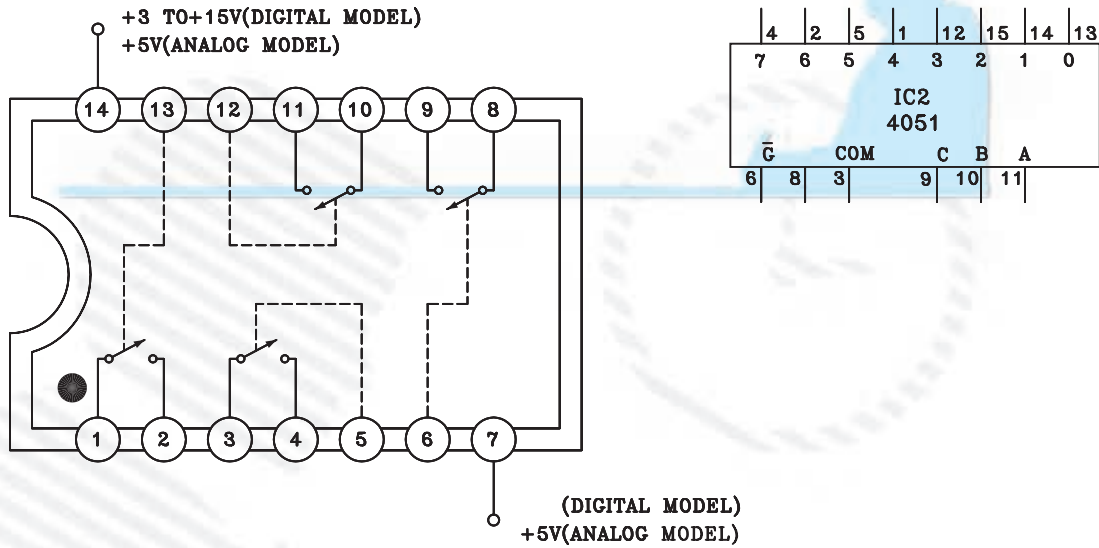 +3 TO+15V(DIGITAL MODEL)
+5V(ANALOG MODEL)
14 13 12 11 10 9 8
1 2 3 4 5 6 7
(DIGITAL MODEL)
+5V(ANALOG MODEL)
4 2 5 1 12 15 14 13
7 6 5 4 3 2 1 0
IC2
4051
G̅ COM C B A
6 8 3 9 10 11